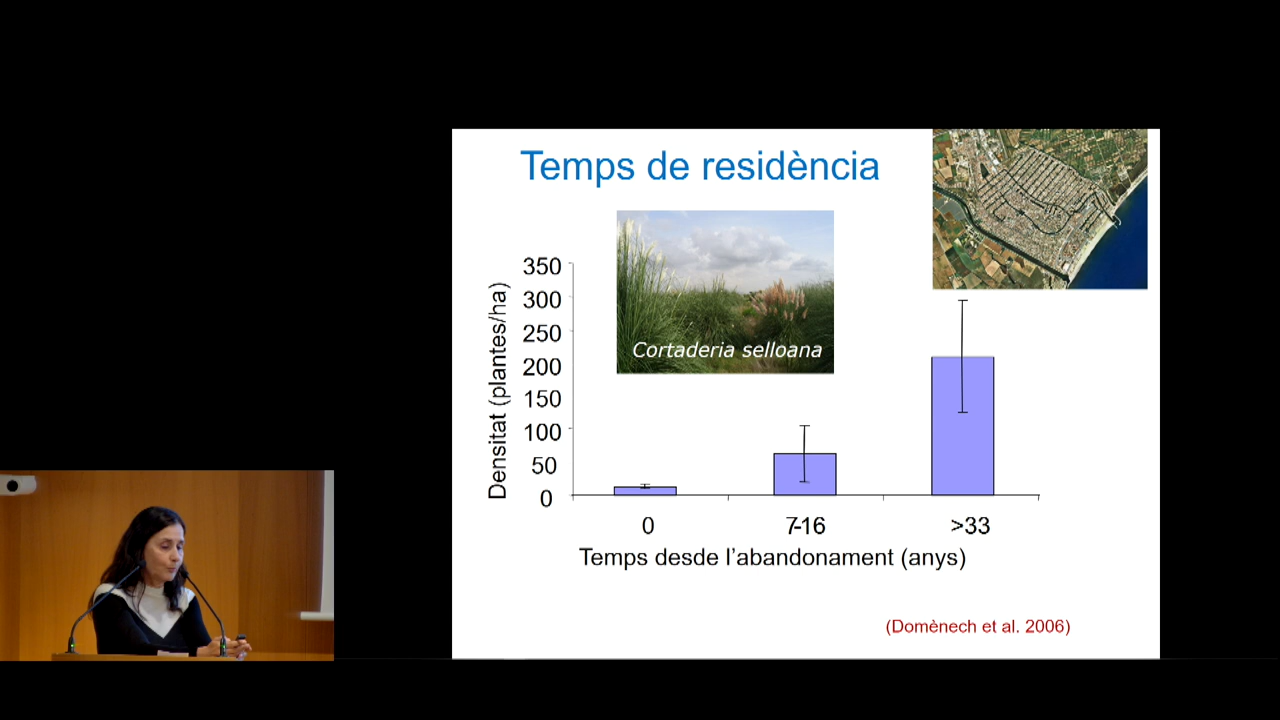 Temps de residència
Cortaderia selloana
Densitat (plantes/ha)
350
300
250
200
150
100
50
0
0
7-16
>33
Temps desde l'abandonament (anys)
(Domènech et al. 2006)